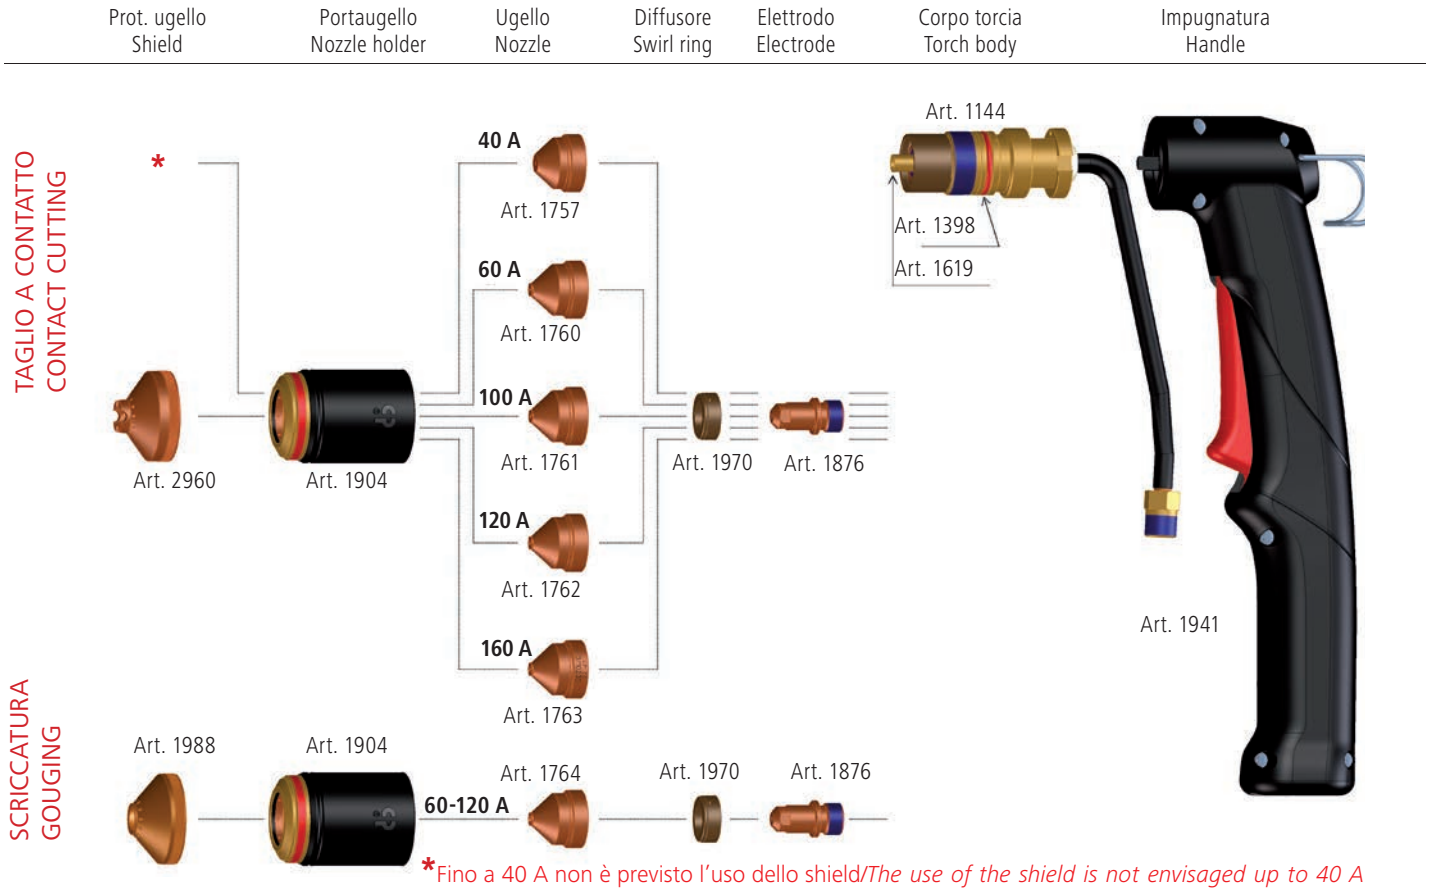 Prot. ugello
Shield
Portaugello
Nozzle holder
Ugello
Nozzle
Diffusore
Swirl ring
Elettrodo
Electrode
Corpo torcia
Torch body
Impugnatura
Handle
TAGLIO A CONTATTO
CONTACT CUTTING
*
40 A
Art. 1757
60 A
Art. 1760
100 A
Art. 1761
120 A
Art. 1762
160 A
Art. 1763
Art. 2960
Art. 1904
Art. 1970
Art. 1876
Art. 1144
Art. 1398
Art. 1619
Art. 1941
SCRICCATURA
GOUGING
Art. 1988
Art. 1904
60-120 A
Art. 1764
Art. 1970
Art. 1876
*Fino a 40 A non è previsto l’uso dello shield/The use of the shield is not envisaged up to 40 A